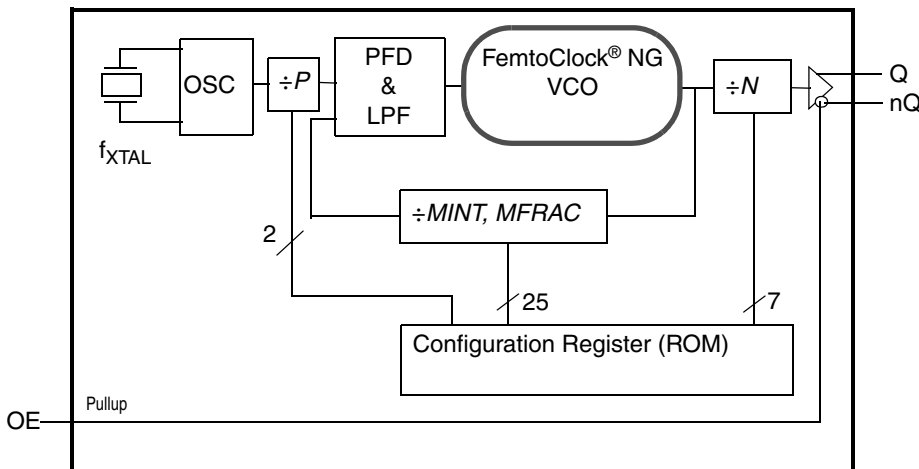 OSC
÷P
PFD
&
LPF
FemtoClock® NG
VCO
÷N
Q
nQ
fXTAL
÷MINT, MFRAC
2
25
7
Configuration Register (ROM)
Pullup
OE